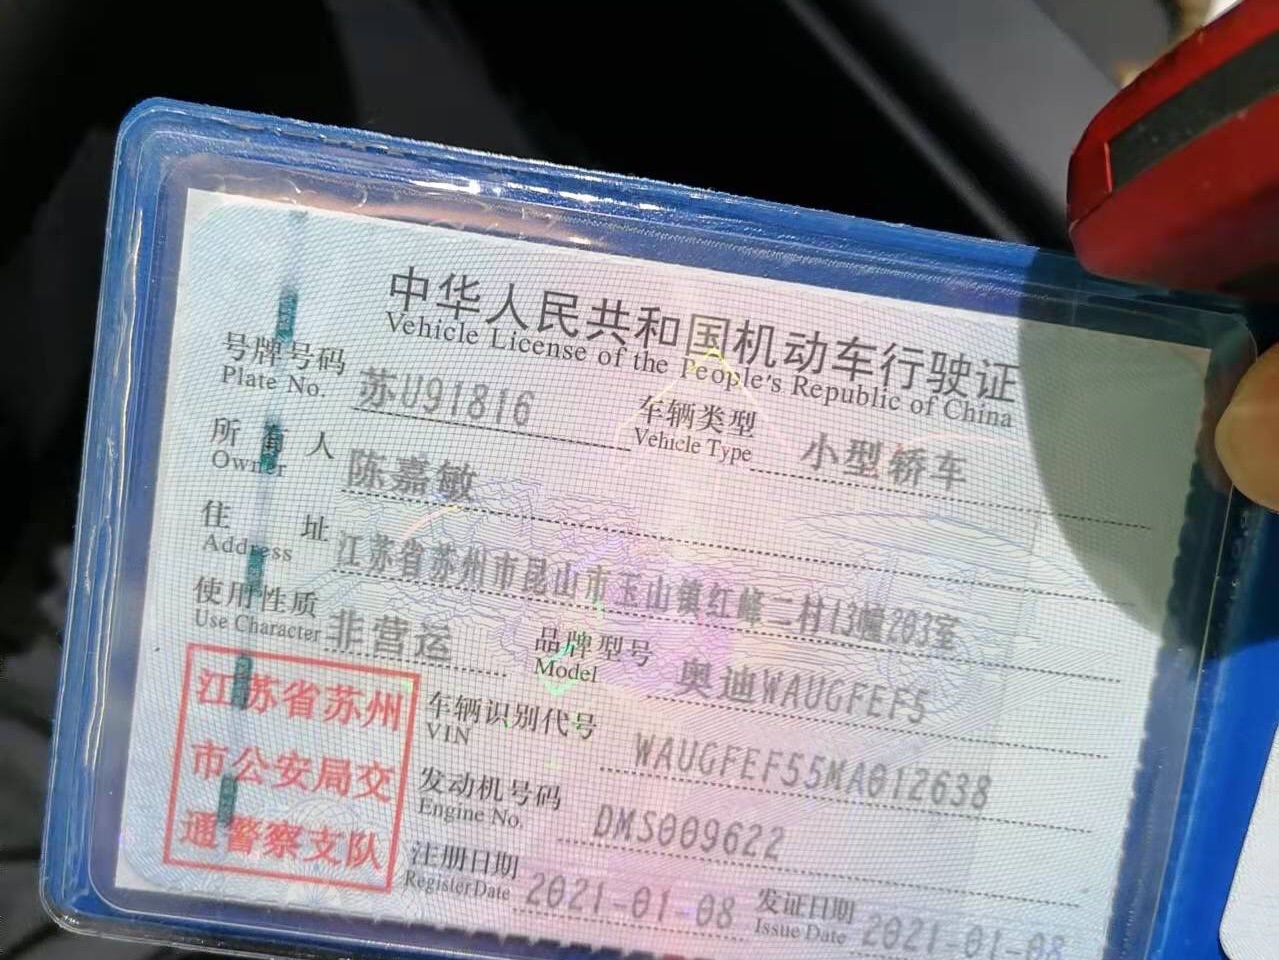 中华人民共和国机动车行驶证
Vehicle License of the People's Republic of China
号牌号码 苏U91816 车辆类型 小型轿车
Plate No. Vehicle Type
所有人 陈嘉敏
Owner
住址 江苏省苏州市昆山市玉山镇红峰二村13幢203室
Address
使用性质 非营运 品牌型号 奥迪WAUGFEF5
Use Character Model
江苏省苏州
市公安局交
通警察支队
车辆识别代号 WAUGFEF55MA012638
VIN
发动机号码 DMS009622
Engine No.
注册日期 2021-01-08 发证日期 2021-01-08
Register Date Issue Date